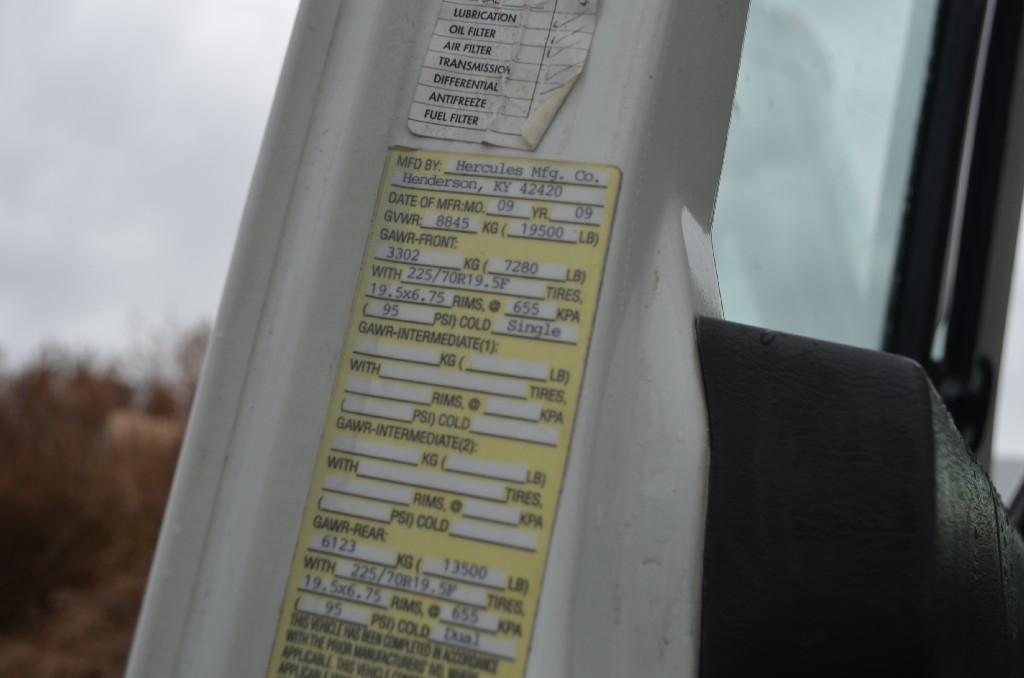 LUBRICATION
OIL FILTER
AIR FILTER
TRANSMISSION
DIFFERENTIAL
ANTIFREEZE
FUEL FILTER
MFD BY: Hercules Mfg. Co.
Henderson, KY 42420
DATE OF MFR:MO. 09 YR. 09
GVWR: 8845 KG ( 19500 LB)
GAWR-FRONT:
3302 KG ( 7280 LB)
WITH 225/70R19.5F TIRES,
19.5x6.75 RIMS, @ 655 KPA
( 95 PSI) COLD Single
GAWR-INTERMEDIATE(1):
KG ( LB)
WITH TIRES,
RIMS, @ KPA
( PSI) COLD
GAWR-INTERMEDIATE(2):
KG ( LB)
WITH TIRES,
RIMS, @ KPA
( PSI) COLD
GAWR-REAR:
6123 KG ( 13500 LB)
WITH 225/70R19.5F TIRES,
19.5x6.75 RIMS, @ 655 KPA
( 95 PSI) COLD Dual
THIS VEHICLE HAS BEEN COMPLETED IN ACCORDANCE
WITH THE PRIOR MANUFACTURERS' IVD, WHERE
APPLICABLE. THIS VEHICLE